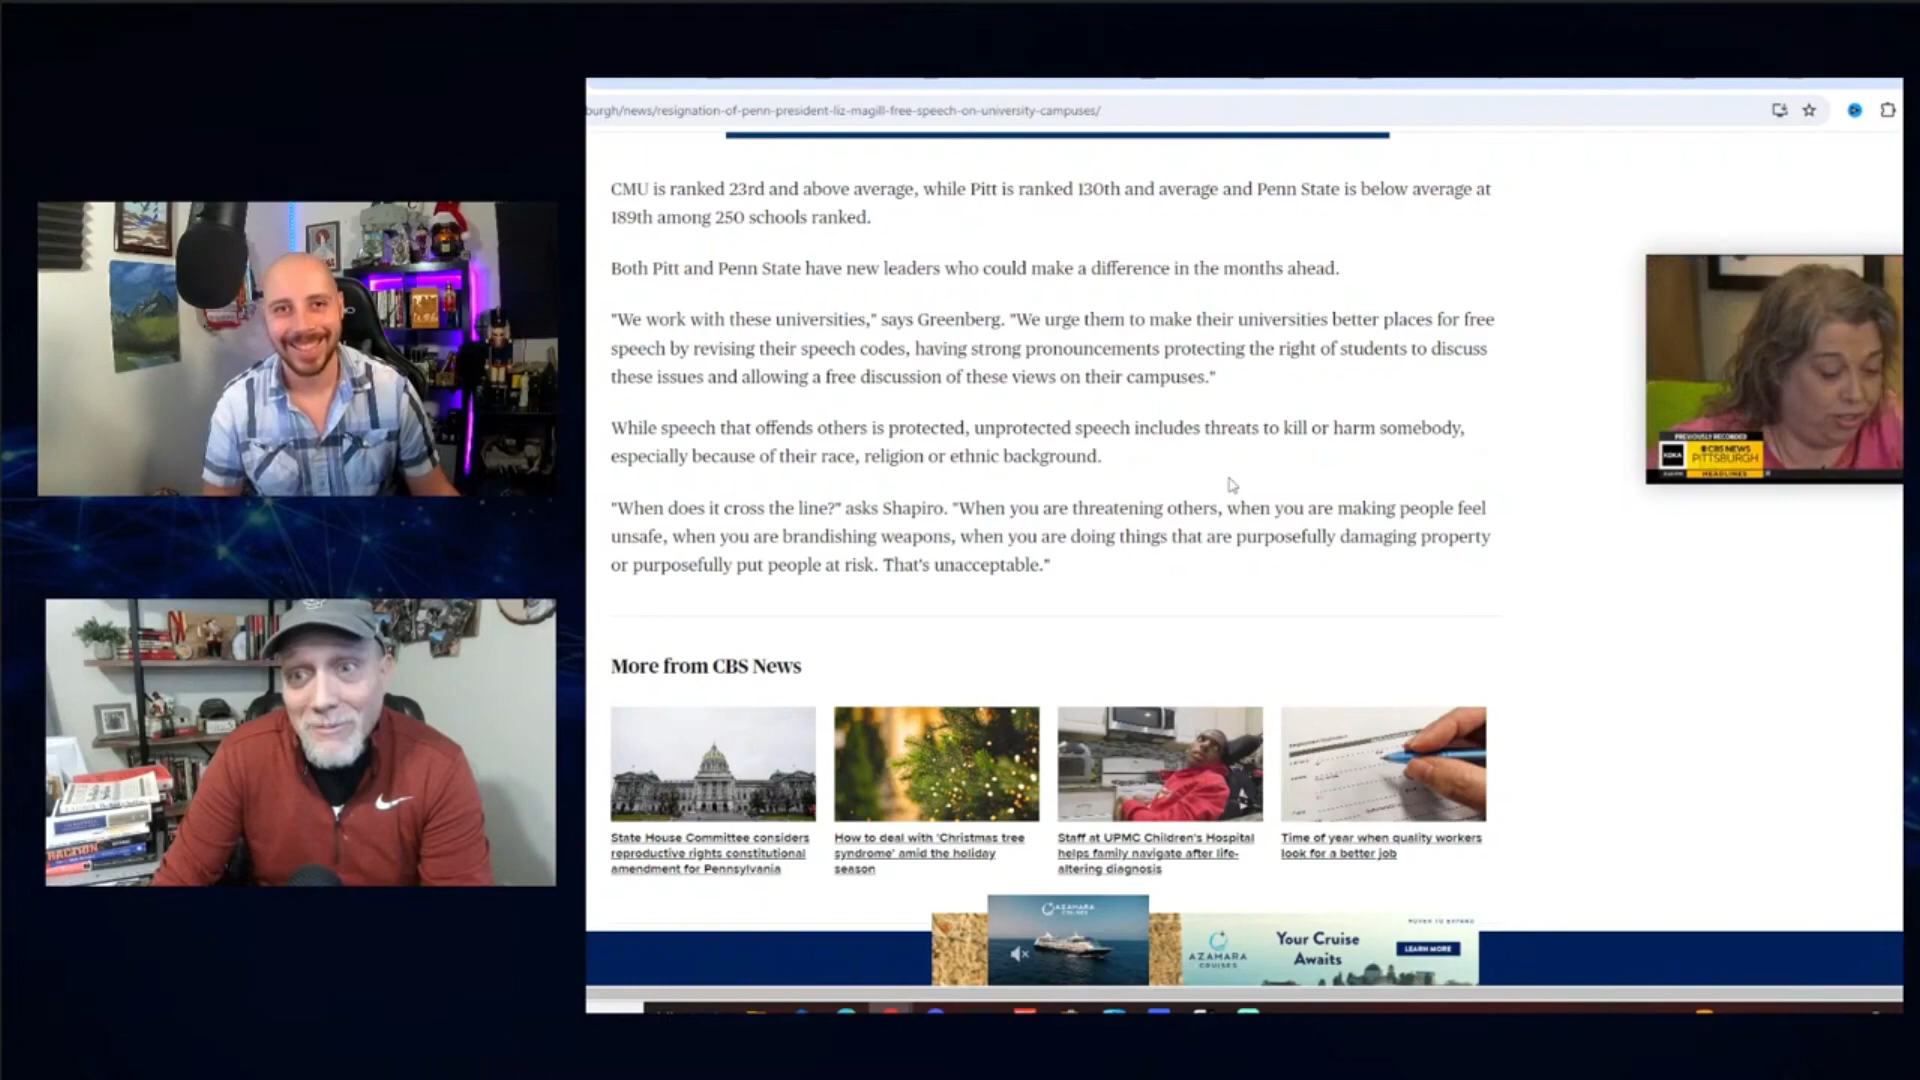 burgh/news/resignation-of-penn-president-liz-magill-free-speech-on-university-campuses/
CMU is ranked 23rd and above average, while Pitt is ranked 130th and average and Penn State is below average at
189th among 250 schools ranked.
Both Pitt and Penn State have new leaders who could make a difference in the months ahead.
"We work with these universities," says Greenberg. "We urge them to make their universities better places for free
speech by revising their speech codes, having strong pronouncements protecting the right of students to discuss
these issues and allowing a free discussion of these views on their campuses."
While speech that offends others is protected, unprotected speech includes threats to kill or harm somebody,
especially because of their race, religion or ethnic background.
"When does it cross the line?" asks Shapiro. "When you are threatening others, when you are making people feel
unsafe, when you are brandishing weapons, when you are doing things that are purposefully damaging property
or purposefully put people at risk. That's unacceptable."
More from CBS News
State House Committee considers
reproductive rights constitutional
amendment for Pennsylvania
How to deal with 'Christmas tree
syndrome' amid the holiday
season
Staff at UPMC Children's Hospital
helps family navigate after life-
altering diagnosis
Time of year when quality workers
look for a better job
PREVIOUSLY RECORDED
KDKA
CBS NEWS
PITTSBURGH
HEADLINES
AZAMARA
CRUISES
AZAMARA
CRUISES
Your Cruise
Awaits
HOVER TO EXPAND
LEARN MORE